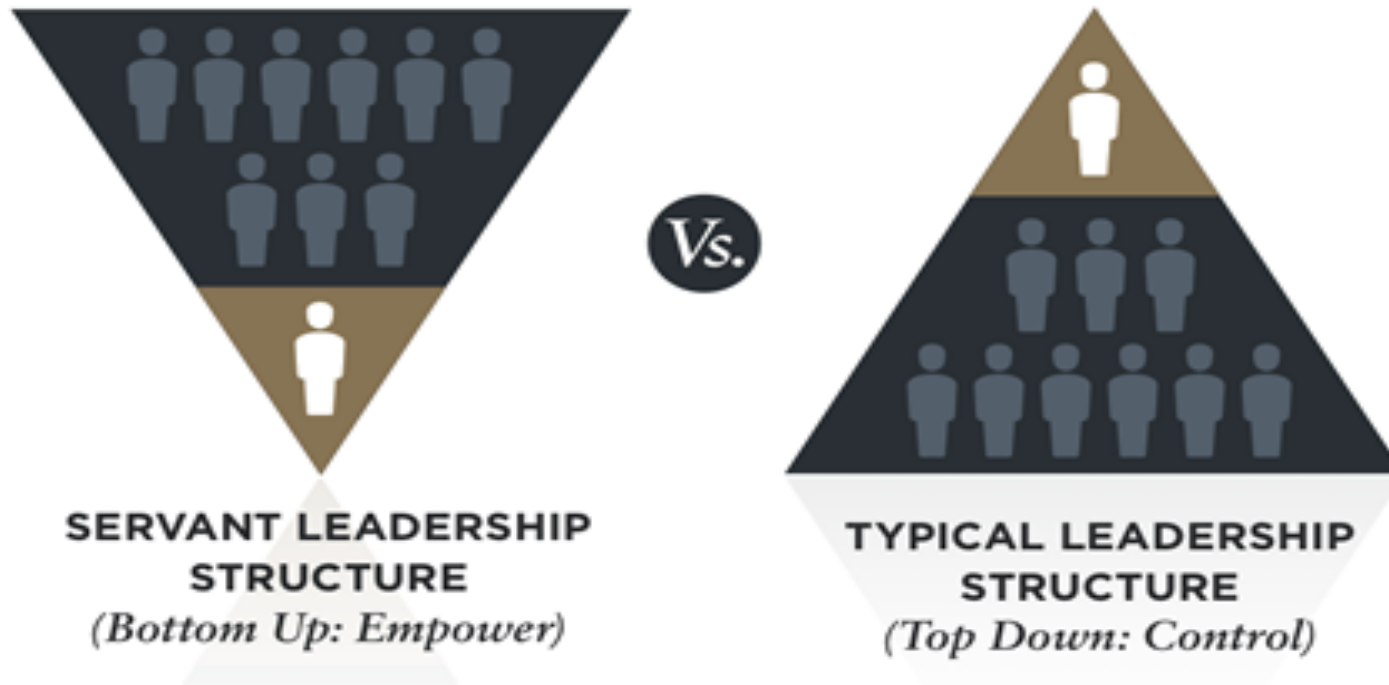 Vs.
SERVANT LEADERSHIP
STRUCTURE
(Bottom Up: Empower)
TYPICAL LEADERSHIP
STRUCTURE
(Top Down: Control)